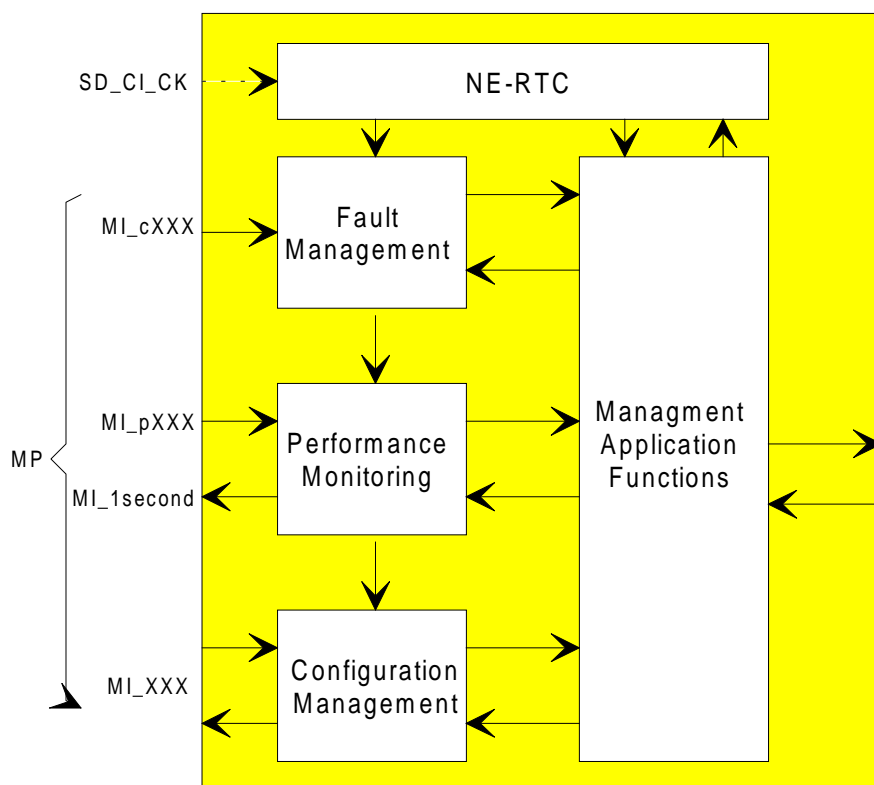 SD_CI_CK
NE-RTC
MI_cXXX
Fault
Management
MI_pXXX
MP
MI_1second
Performance
Monitoring
Managment
Application
Functions
MI_XXX
Configuration
Management